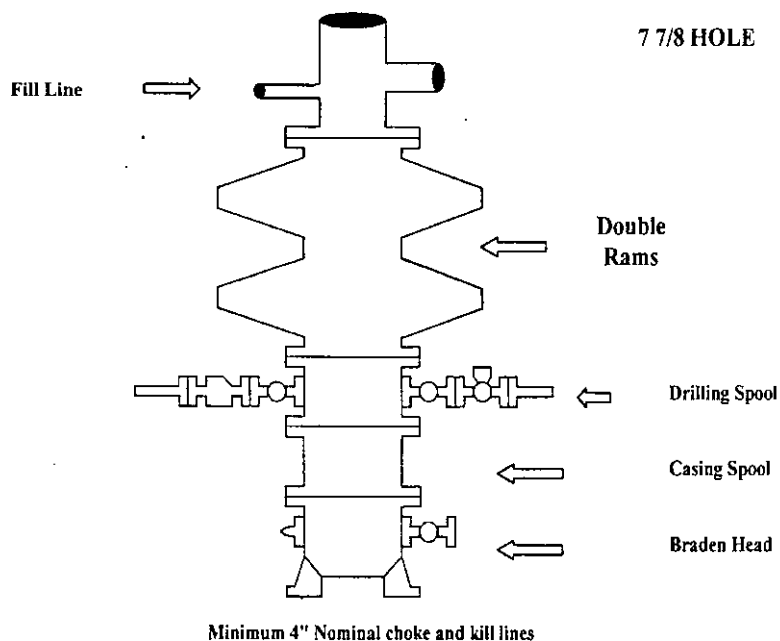 7 7/8 HOLE
Fill Line
Double
Rams
Drilling Spool
Casing Spool
Braden Head
Minimum 4" Nominal choke and kill lines